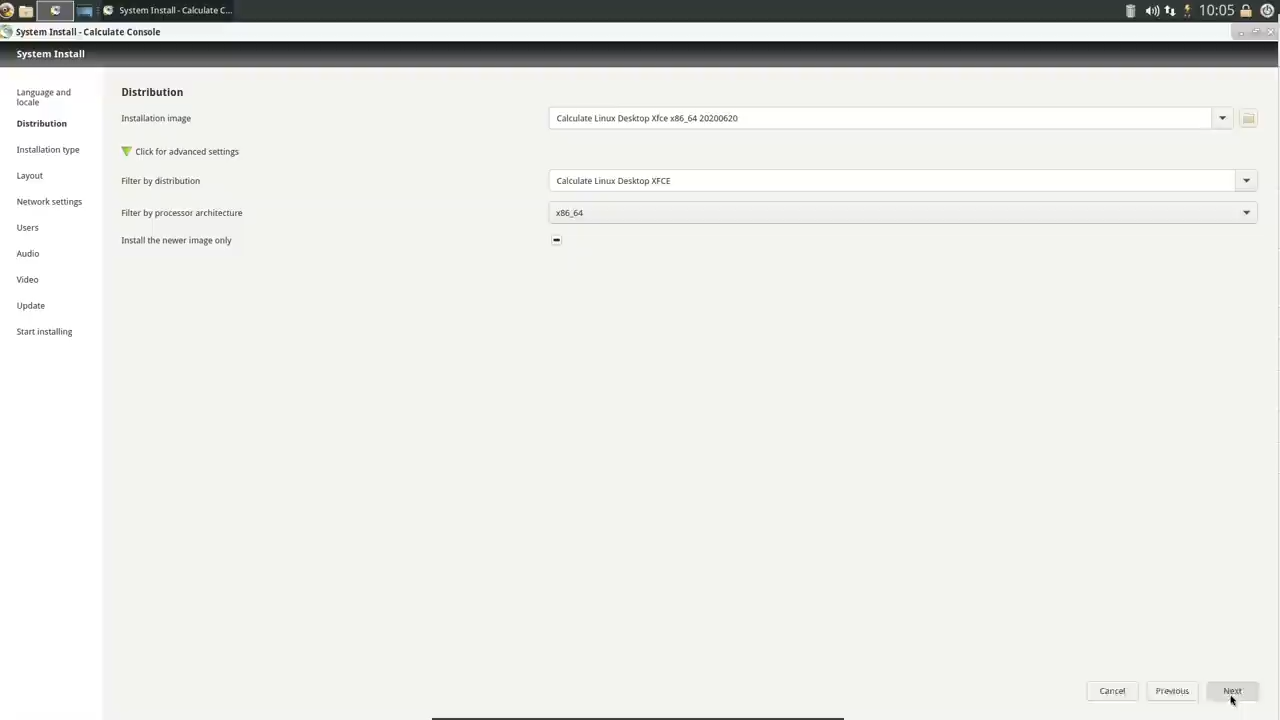 System Install - Calculate C...
10:05
System Install - Calculate Console
System Install
Language and
locale
Distribution
Installation type
Layout
Network settings
Users
Audio
Video
Update
Start installing
Distribution
Installation image
Calculate Linux Desktop Xfce x86_64 20200620
Click for advanced settings
Filter by distribution
Calculate Linux Desktop XFCE
Filter by processor architecture
x86_64
Install the newer image only
Cancel
Previous
Next